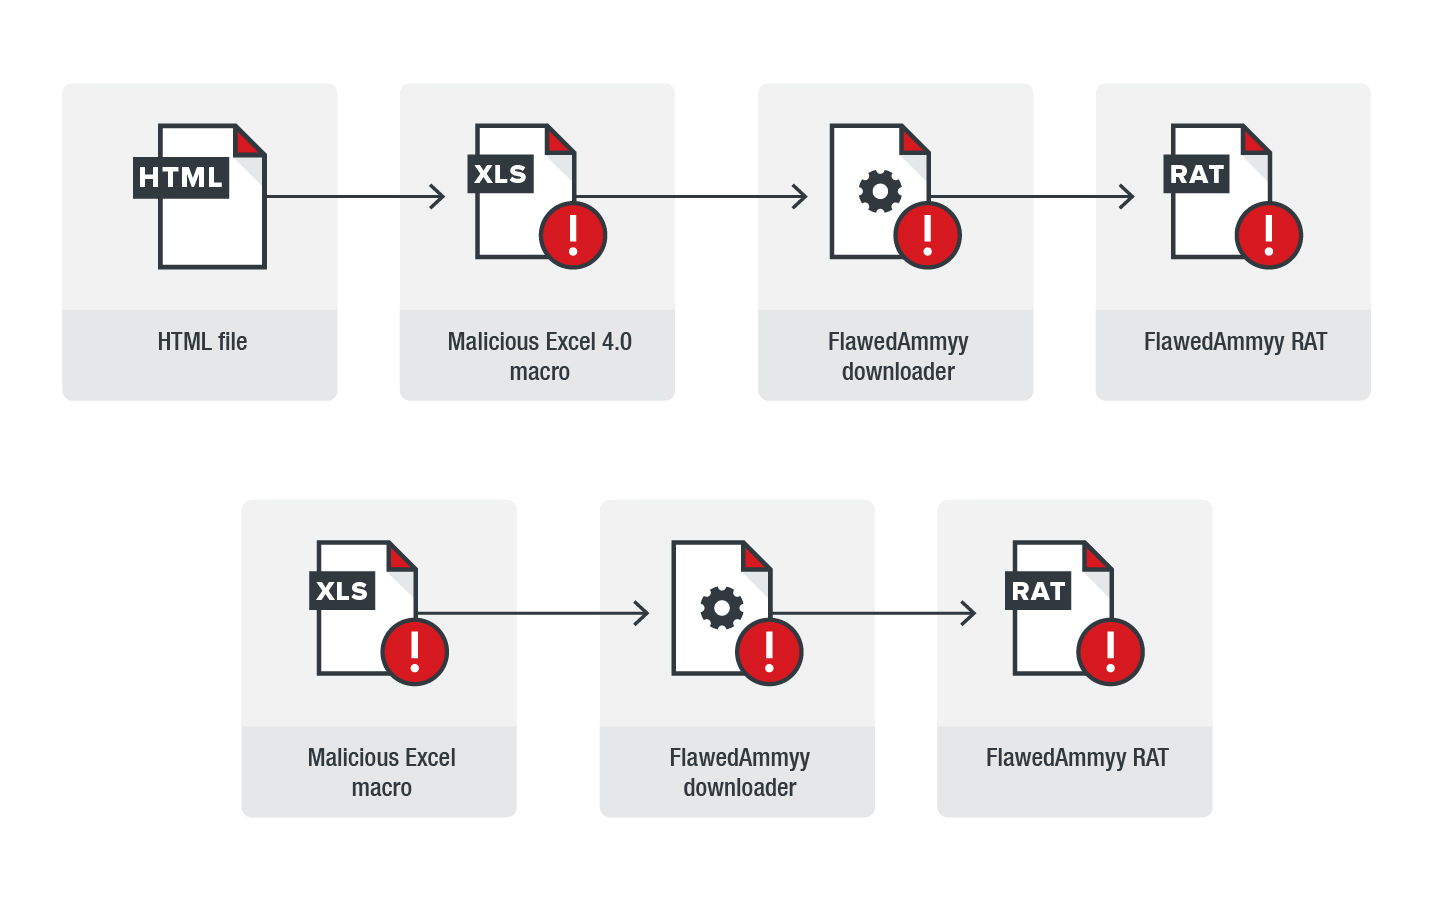 HTML
XLS
!
!
RAT
!
HTML file
Malicious Excel 4.0
macro
FlawedAmmyy
downloader
FlawedAmmyy RAT
XLS
!
!
RAT
!
Malicious Excel
macro
FlawedAmmyy
downloader
FlawedAmmyy RAT